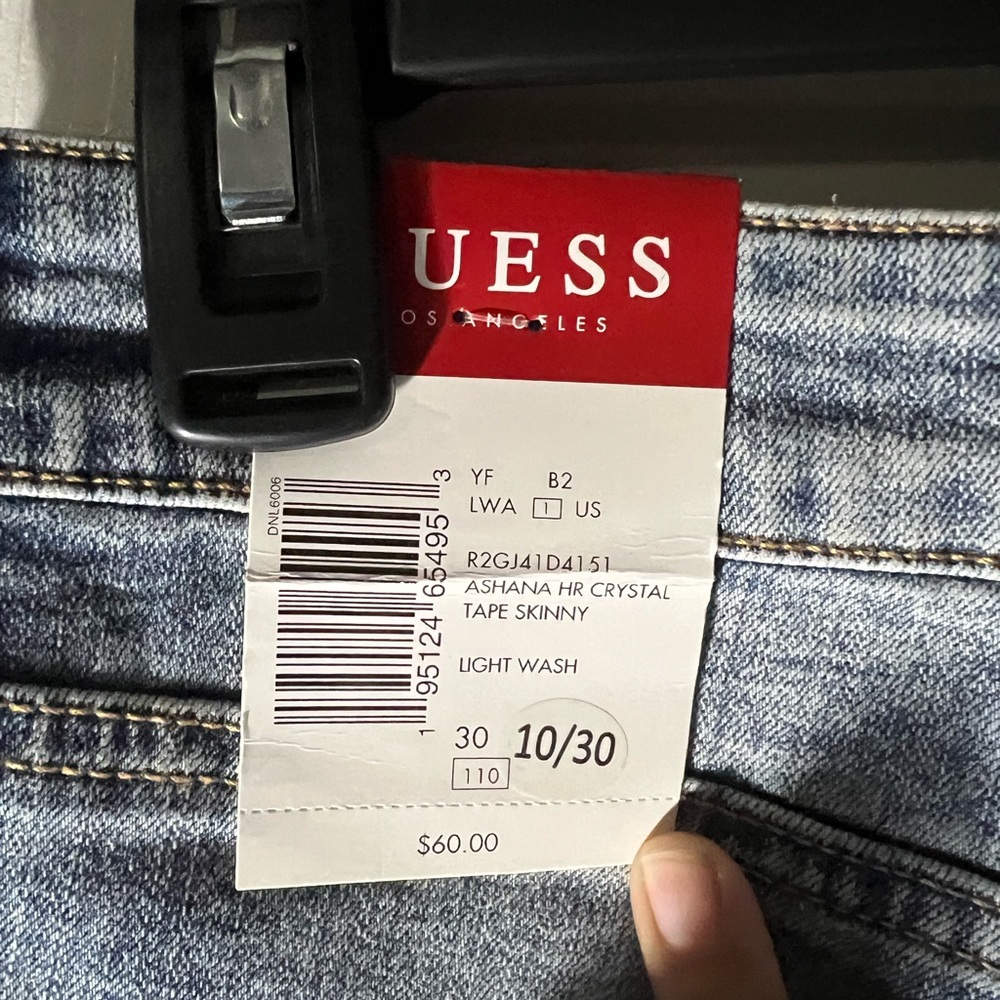 UESS
OS ANGELES
DNL6006
YF B2
LWA 1 US
R2GJ41D4151
ASHANA HR CRYSTAL
TAPE SKINNY
LIGHT WASH
1 95124 65495 3
30 10/30
110
$60.00